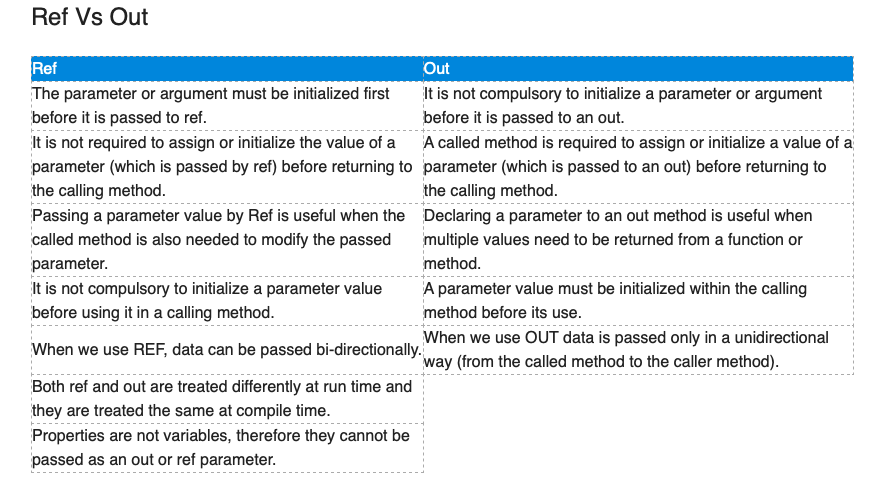 Ref Vs Out
Ref
Out
The parameter or argument must be initialized first
before it is passed to ref.
It is not compulsory to initialize a parameter or argument
before it is passed to an out.
It is not required to assign or initialize the value of a
parameter (which is passed by ref) before returning to
the calling method.
A called method is required to assign or initialize a value of a
parameter (which is passed to an out) before returning to
the calling method.
Passing a parameter value by Ref is useful when the
called method is also needed to modify the passed
parameter.
Declaring a parameter to an out method is useful when
multiple values need to be returned from a function or
method.
It is not compulsory to initialize a parameter value
before using it in a calling method.
A parameter value must be initialized within the calling
method before its use.
When we use REF, data can be passed bi-directionally.
When we use OUT data is passed only in a unidirectional
way (from the called method to the caller method).
Both ref and out are treated differently at run time and
they are treated the same at compile time.
Properties are not variables, therefore they cannot be
passed as an out or ref parameter.